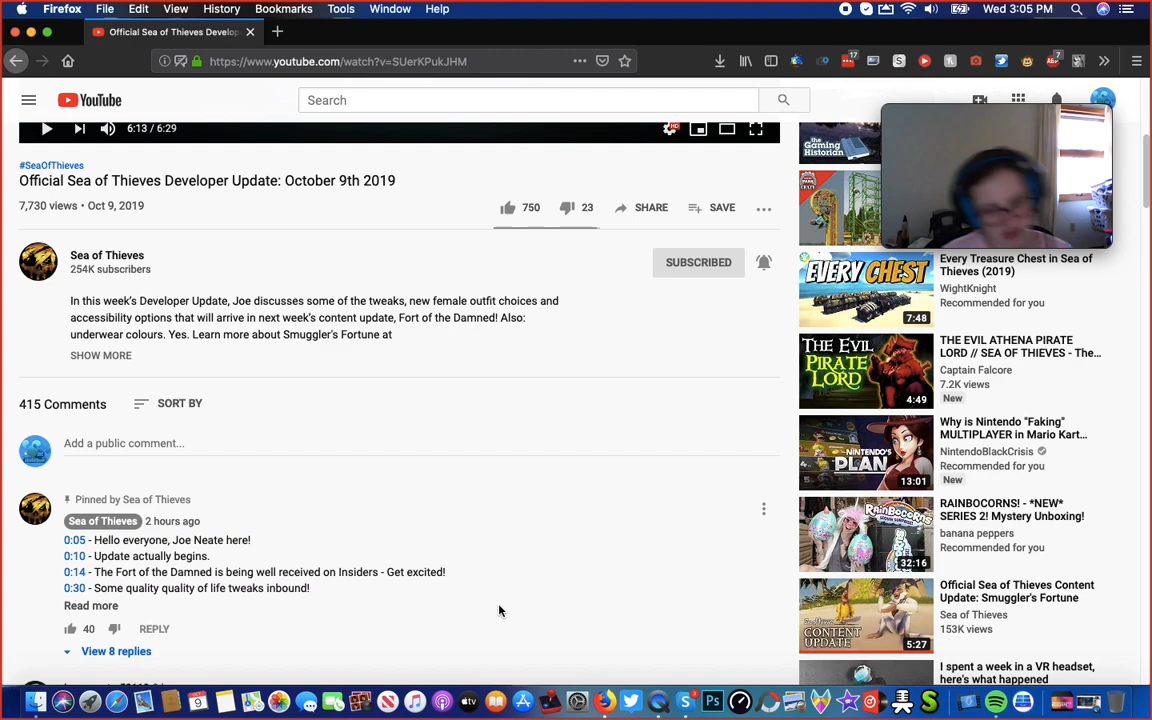 Firefox File Edit View History Bookmarks Tools Window Help Wed 3:05 PM
Official Sea of Thieves Develop
https://www.youtube.com/watch?v=SUerKPukJHM
17
7
YouTube
Search
6:13 / 6:29
HD
#SeaOfThieves
Official Sea of Thieves Developer Update: October 9th 2019
7,730 views • Oct 9, 2019
750 23 SHARE SAVE
Sea of Thieves
254K subscribers
SUBSCRIBED
In this week's Developer Update, Joe discusses some of the tweaks, new female outfit choices and
accessibility options that will arrive in next week's content update, Fort of the Damned! Also:
underwear colours. Yes. Learn more about Smuggler's Fortune at
SHOW MORE
415 Comments SORT BY
Add a public comment...
Pinned by Sea of Thieves
Sea of Thieves 2 hours ago
0:05 - Hello everyone, Joe Neate here!
0:10 - Update actually begins.
0:14 - The Fort of the Damned is being well received on Insiders - Get excited!
0:30 - Some quality quality of life tweaks inbound!
Read more
40 REPLY
View 8 replies
the
Gaming
Historian
EVERY CHEST
7:48
Every Treasure Chest in Sea of
Thieves (2019)
WightKnight
Recommended for you
THE EVIL
PIRATE
LORD
4:49
THE EVIL ATHENA PIRATE
LORD // SEA OF THIEVES - The...
Captain Falcore
7.2K views
New
NINTENDO'S
PLAN
13:01
Why is Nintendo "Faking"
MULTIPLAYER in Mario Kart...
NintendoBlackCrisis
Recommended for you
New
RAINBOCORNS
32:16
RAINBOCORNS! - *NEW*
SERIES 2! Mystery Unboxing!
banana peppers
Recommended for you
CONTENT
UPDATE
5:27
Official Sea of Thieves Content
Update: Smuggler's Fortune
Sea of Thieves
153K views
I spent a week in a VR headset,
here's what happened
9
tv
Ps